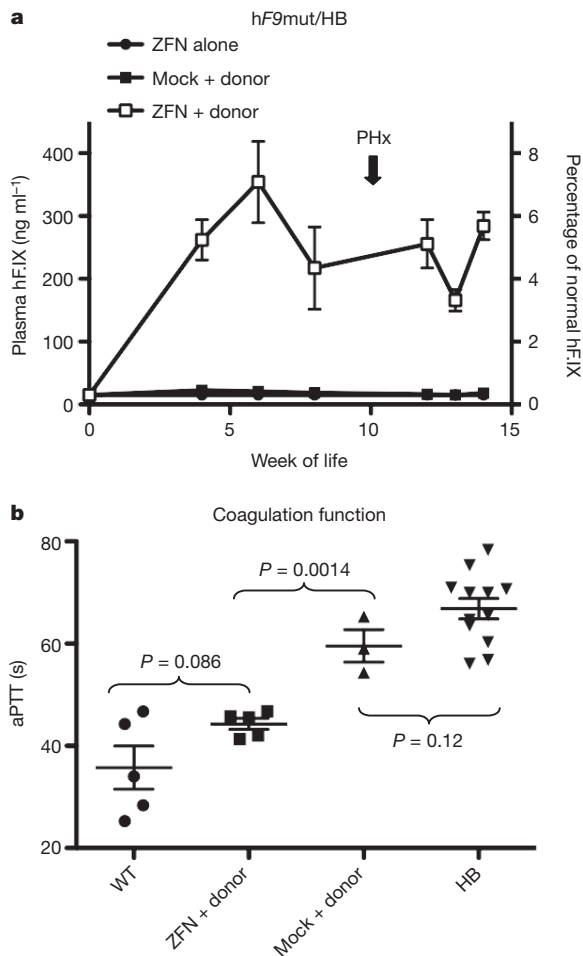 a
hF9mut/HB
ZFN alone
Mock + donor
ZFN + donor
PHx
400
300
200
100
0
Plasma hF.IX (ng ml⁻¹)
8
6
4
2
0
Percentage of normal hF.IX
0 5 10 15
Week of life
b
Coagulation function
80
60
40
20
aPTT (s)
P = 0.0014
P = 0.086
P = 0.12
WT
ZFN + donor
Mock + donor
HB